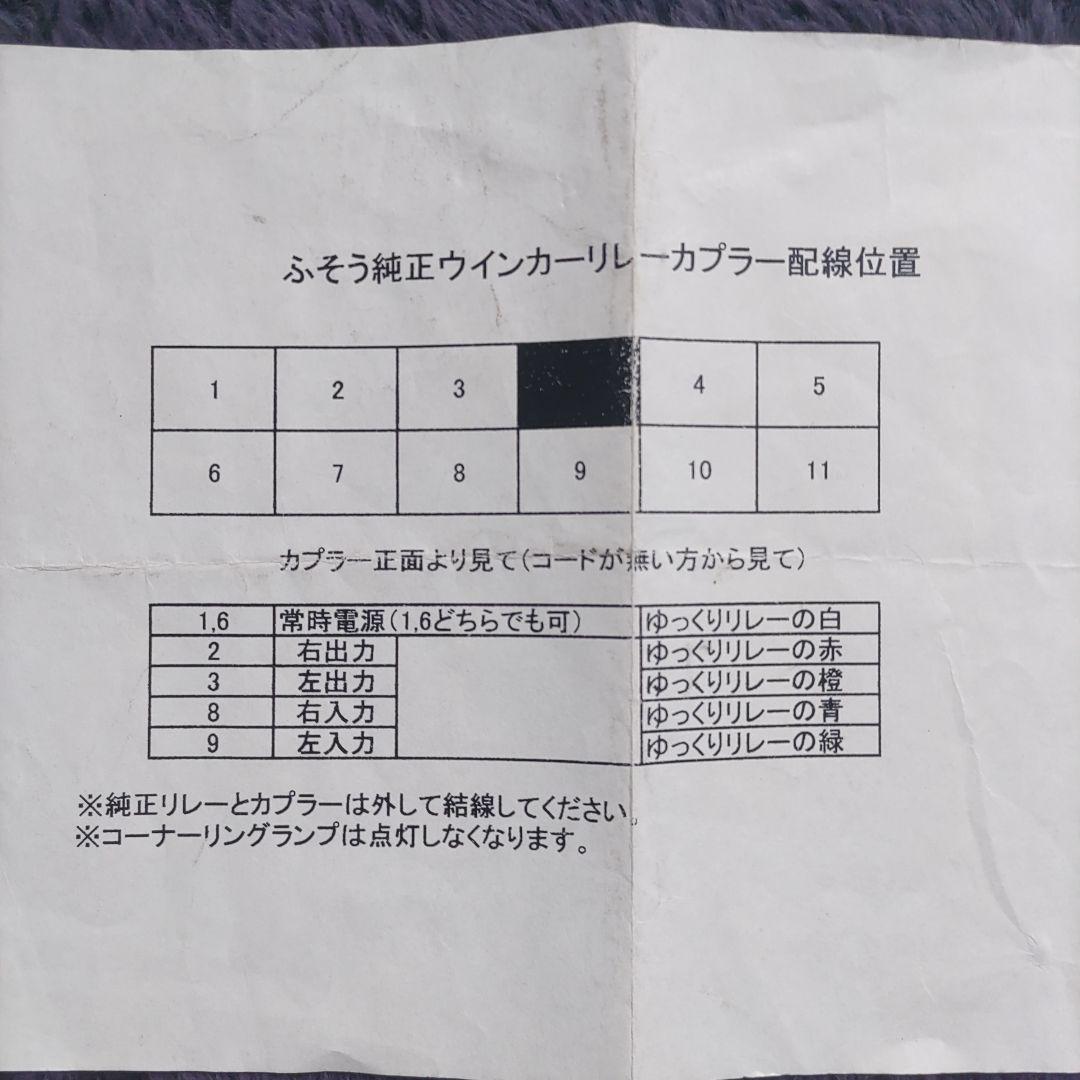 ふそう純正ウインカーリレーカプラー配線位置
1 2 3 4 5
6 7 8 9 10 11
カプラー正面より見て(コードが無い方から見て)
1,6 常時電源(1,6どちらでも可) ゆっくりリレーの白
2 右出力 ゆっくりリレーの赤
3 左出力 ゆっくりリレーの橙
8 右入力 ゆっくりリレーの青
9 左入力 ゆっくりリレーの緑
※純正リレーとカプラーは外して結線してください。
※コーナーリングランプは点灯しなくなります。